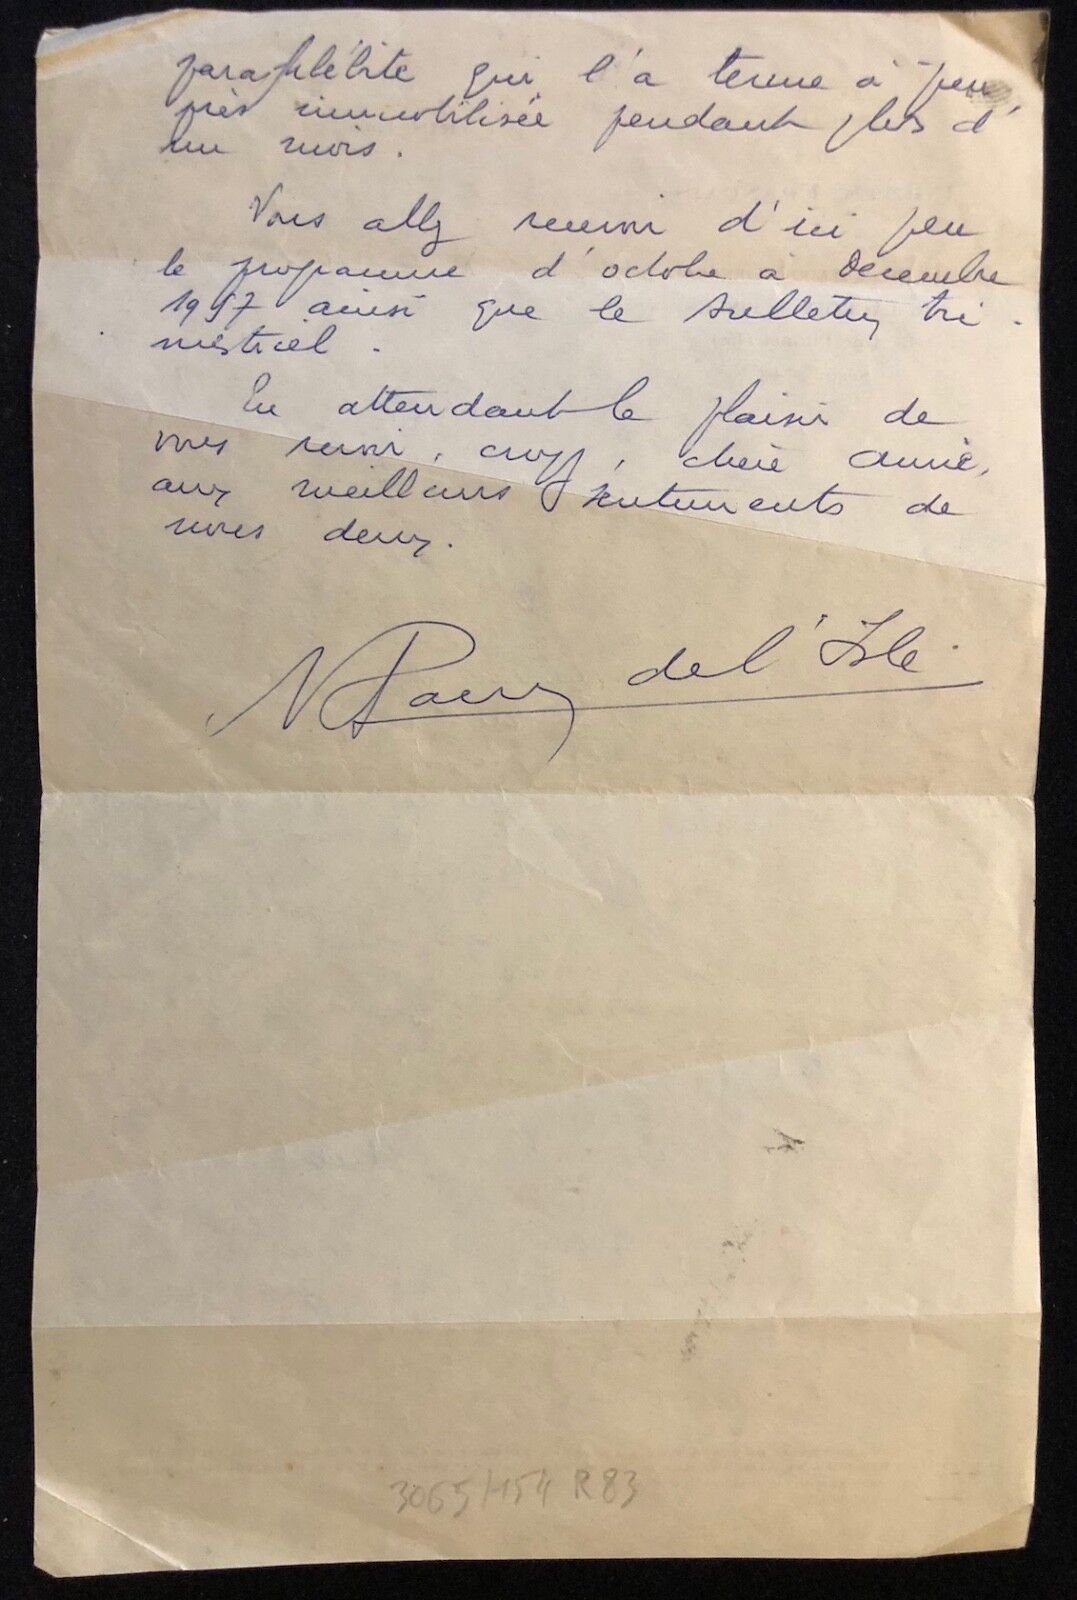 paraphlébite qui l'a tenue à peu
près immobilisée pendant plus d'
un mois.
Vous allez recevoir d'ici peu
le programme d'octobre à Décembre
1957 ainsi que le bulletin tri
mestriel.
En attendant le plaisir de
vous revoir, croyez, chère amie,
aux meilleurs sentiments de
nous deux.
de l'Isle
3065/154 R83